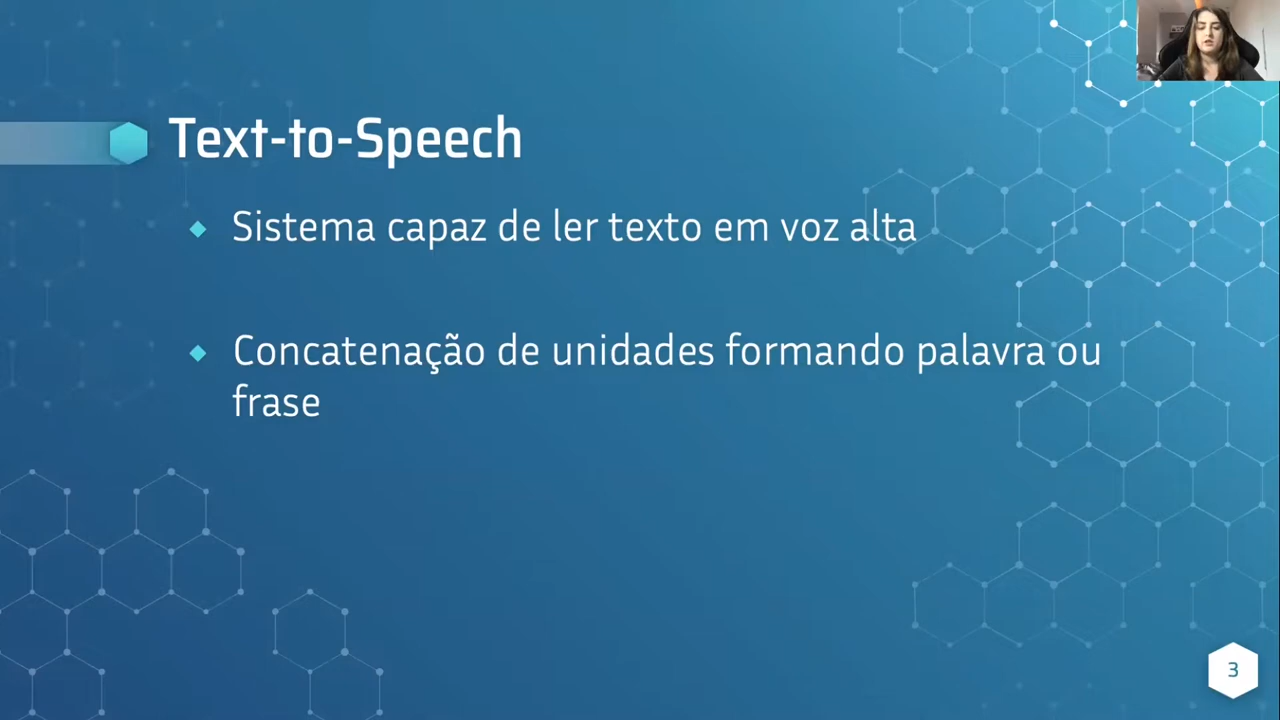 Text-to-Speech
Sistema capaz de ler texto em voz alta
Concatenação de unidades formando palavra ou
frase
3